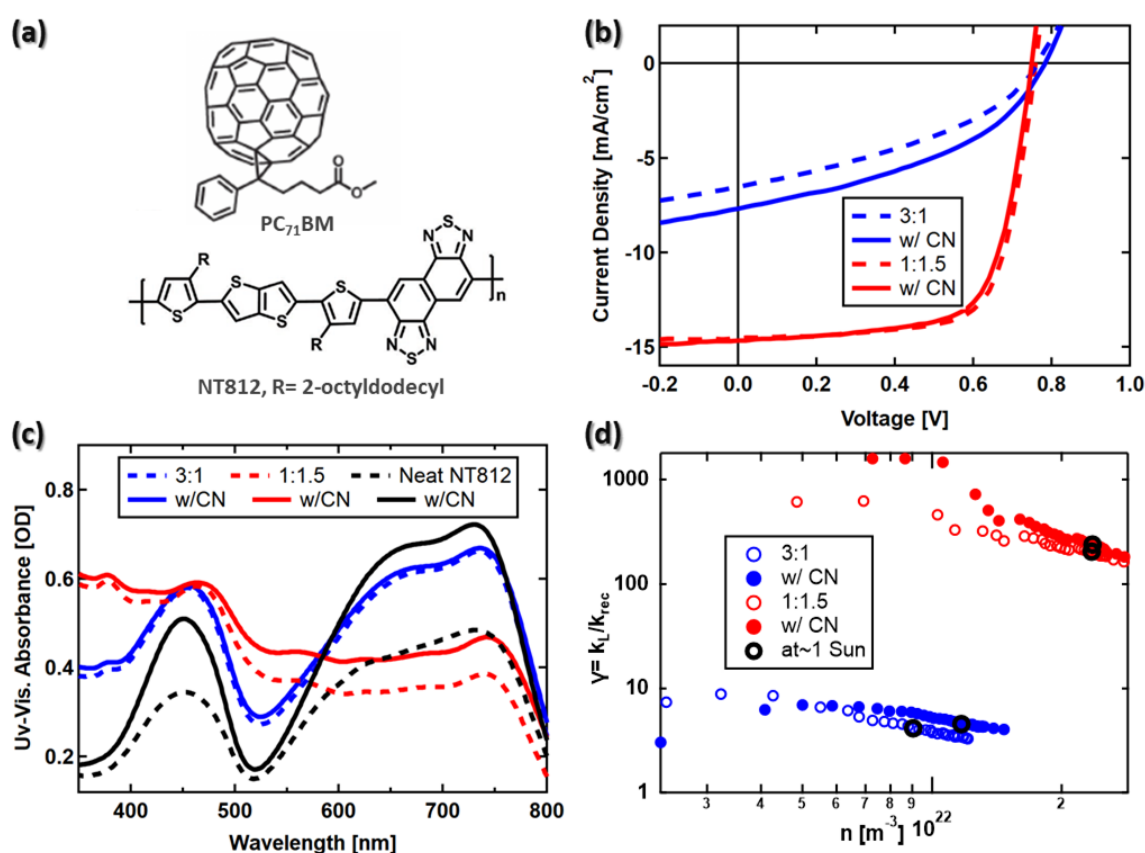 (a)
O
O
PC71BM
R
S
S
S
S
R
N S N
N S N
n
NT812, R= 2-octyldodecyl
(b)
Current Density [mA/cm2]
0
-5
-10
-15
3:1
w/ CN
1:1.5
w/ CN
-0.2 0.0 0.2 0.4 0.6 0.8 1.0
Voltage [V]
(c)
Uv-Vis. Absorbance [OD]
0.8
0.6
0.4
0.2
3:1 1:1.5 Neat NT812
w/CN w/CN w/CN
400 500 600 700 800
Wavelength [nm]
(d)
γ= kL/krec
1000
100
10
1
3:1
w/ CN
1:1.5
w/ CN
at~1 Sun
3 4 5 6 7 8 9 10^22 2
n [m-3]